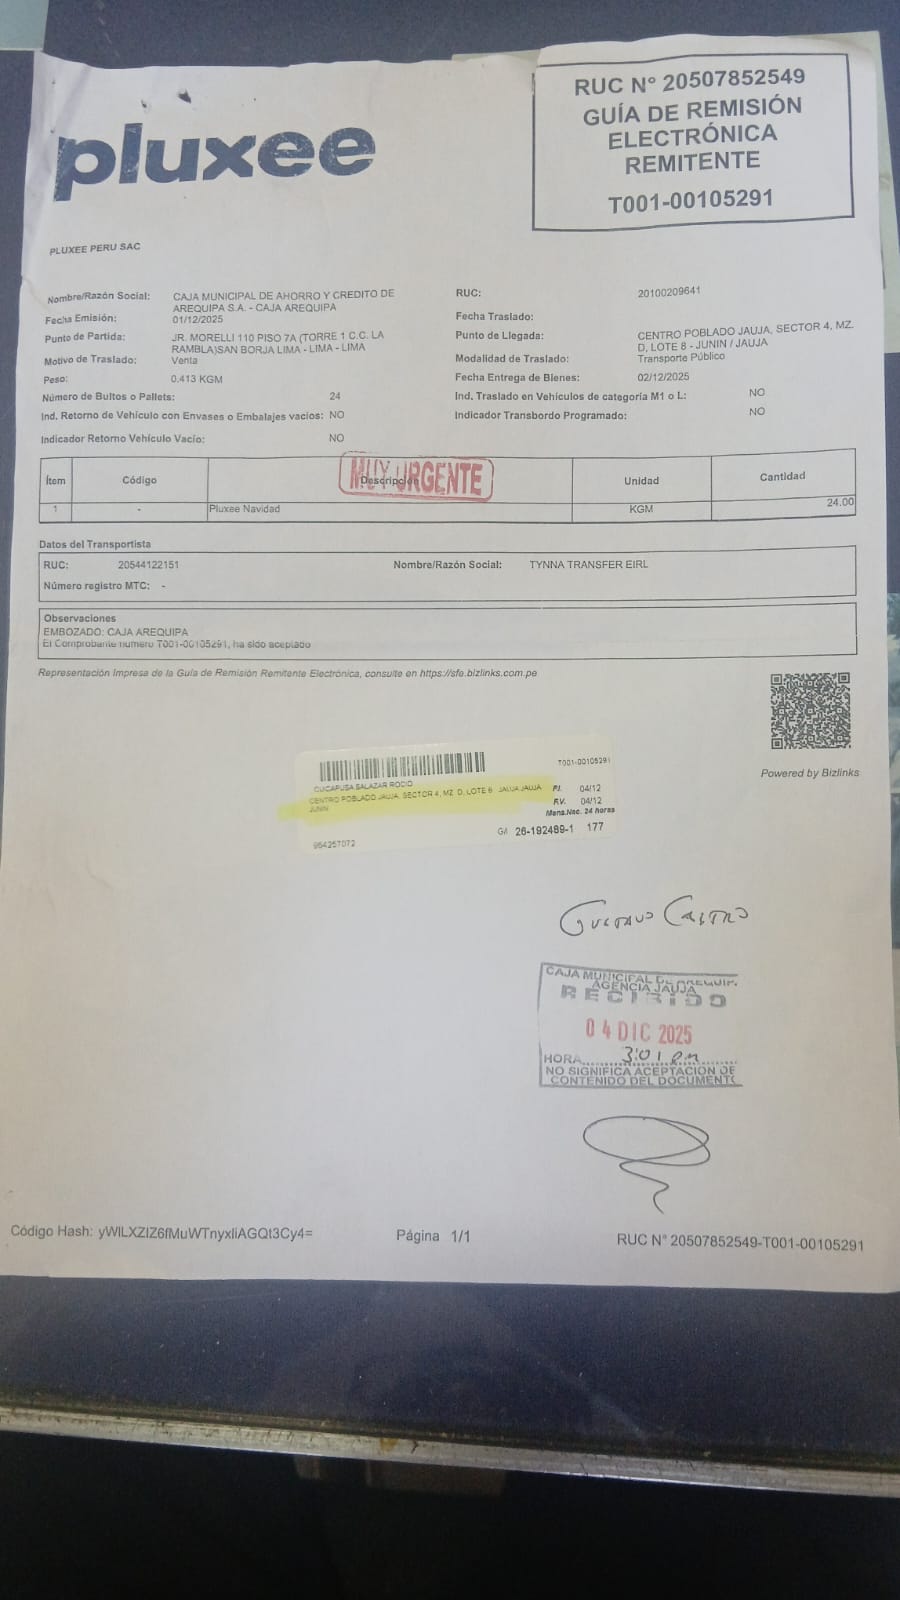 pluxee
RUC N° 20507852549
GUÍA DE REMISIÓN
ELECTRÓNICA
REMITENTE
T001-00105291
PLUXEE PERU SAC
Nombre/Razón Social: CAJA MUNICIPAL DE AHORRO Y CREDITO DE
AREQUIPA S.A. - CAJA AREQUIPA
Fecha Emisión: 01/12/2025
Punto de Partida: JR. MORELLI 110 PISO 7A (TORRE 1 C.C. LA
RAMBLA)SAN BORJA LIMA - LIMA - LIMA
Motivo de Traslado: Venta
Peso: 0.413 KGM
Número de Bultos o Pallets: 24
Ind. Retorno de Vehículo con Envases o Embalajes vacios: NO
Indicador Retorno Vehículo Vacío: NO
RUC: 20100209641
Fecha Traslado:
Punto de Llegada: CENTRO POBLADO JAUJA, SECTOR 4, MZ.
D, LOTE 8 - JUNIN / JAUJA
Modalidad de Traslado: Transporte Público
Fecha Entrega de Bienes: 02/12/2025
Ind. Traslado en Vehículos de categoría M1 o L: NO
Indicador Transbordo Programado: NO
MUY URGENTE
Ítem Código Descripción Unidad Cantidad
1 - Pluxee Navidad KGM 24.00
Datos del Transportista
RUC: 20544122151 Nombre/Razón Social: TYNNA TRANSFER EIRL
Número registro MTC: -
Observaciones
EMBOZADO: CAJA AREQUIPA
El Comprobante numero T001-00105291, ha sido aceptado
Representación Impresa de la Guía de Remisión Remitente Electrónica, consulte en https://sfe.bizlinks.com.pe
Powered by Bizlinks
T001-00105291
CUICAPUSA SALAZAR ROCIO
CENTRO POBLADO JAUJA, SECTOR 4, MZ. D, LOTE 8 JAUJA JAUJA
JUNIN
P.I. 04/12
P.V. 04/12
Mens.Nac. 24 horas
G/I 26-192489-1 177
964257072
Gustavo Castro
CAJA MUNICIPAL DE AREQUIP.
AGENCIA JAUJA
RECIBIDO
04 DIC 2025
HORA 3:01 pm
NO SIGNIFICA ACEPTACION DE
CONTENIDO DEL DOCUMENTO
Código Hash: yWILXZIZ6fMuWTnyxIiAGQt3Cy4=
Página 1/1
RUC N° 20507852549-T001-00105291